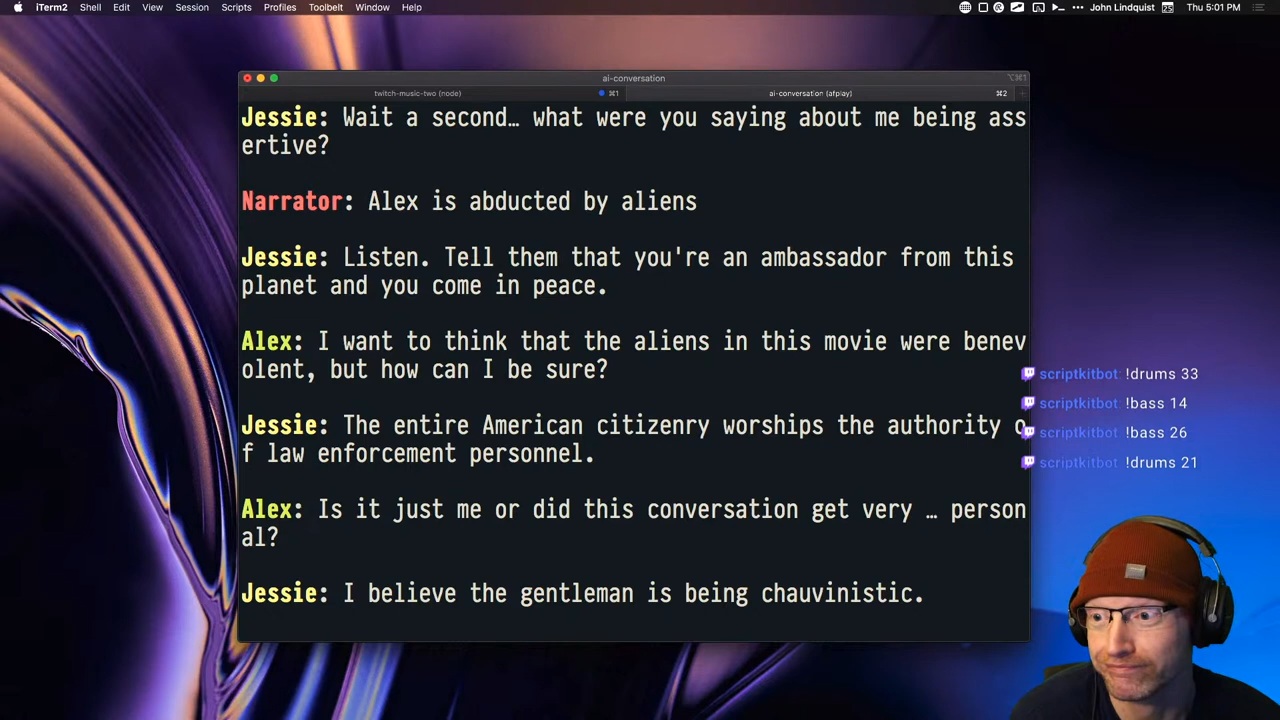 iTerm2 Shell Edit View Session Scripts Profiles Toolbelt Window Help John Lindquist 25 Thu 5:01 PM
ai-conversation ⌥⌘1
twitch-music-two (node) ⌘1 ai-conversation (afplay) ⌘2
Jessie: Wait a second… what were you saying about me being ass
ertive?
Narrator: Alex is abducted by aliens
Jessie: Listen. Tell them that you're an ambassador from this
planet and you come in peace.
Alex: I want to think that the aliens in this movie were benev
olent, but how can I be sure?
Jessie: The entire American citizenry worships the authority o
f law enforcement personnel.
Alex: Is it just me or did this conversation get very … person
al?
Jessie: I believe the gentleman is being chauvinistic.
scriptkitbot !drums 33
scriptkitbot !bass 14
scriptkitbot !bass 26
scriptkitbot !drums 21